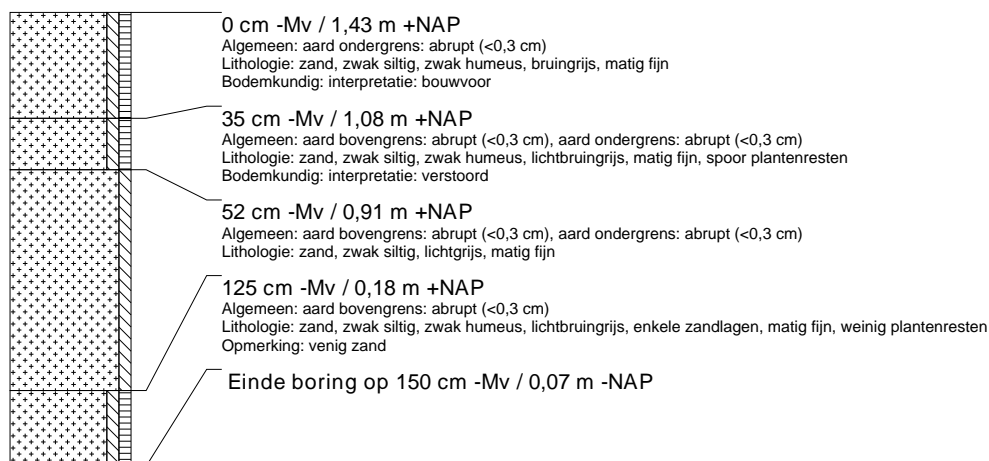 0 cm -Mv / 1,43 m +NAP
Algemeen: aard ondergrens: abrupt (<0,3 cm)
Lithologie: zand, zwak siltig, zwak humeus, bruingrijs, matig fijn
Bodemkundig: interpretatie: bouwvoor
35 cm -Mv / 1,08 m +NAP
Algemeen: aard bovengrens: abrupt (<0,3 cm), aard ondergrens: abrupt (<0,3 cm)
Lithologie: zand, zwak siltig, zwak humeus, lichtbruingrijs, matig fijn, spoor plantenresten
Bodemkundig: interpretatie: verstoord
52 cm -Mv / 0,91 m +NAP
Algemeen: aard bovengrens: abrupt (<0,3 cm), aard ondergrens: abrupt (<0,3 cm)
Lithologie: zand, zwak siltig, lichtgrijs, matig fijn
125 cm -Mv / 0,18 m +NAP
Algemeen: aard bovengrens: abrupt (<0,3 cm)
Lithologie: zand, zwak siltig, zwak humeus, lichtbruingrijs, enkele zandlagen, matig fijn, weinig plantenresten
Opmerking: venig zand
Einde boring op 150 cm -Mv / 0,07 m -NAP